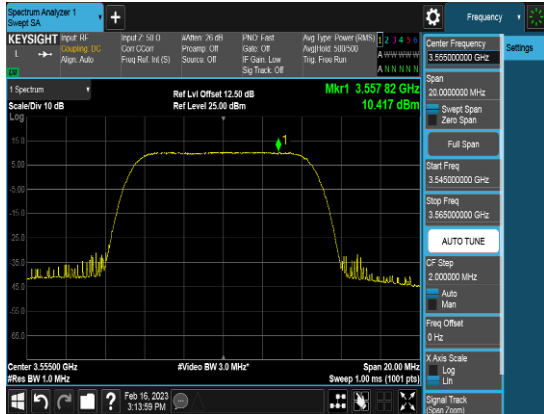 Spectrum Analyzer 1
Swept SA
+
Frequency
KEYSIGHT
Input: RF
Coupling: DC
Align: Auto
Input Z: 50 Ω
Corr CCorr
Freq Ref: Int (S)
#Atten: 26 dB
Preamp: Off
Source: Off
PNO: Fast
Gate: Off
IF Gain: Low
Sig Track: Off
Avg Type: Power (RMS)
Avg|Hold: 500/500
Trig: Free Run
1 2 3 4 5 6
A W W W W W
A N N N N N
1 Spectrum
Scale/Div 10 dB
Log
Ref Lvl Offset 12.50 dB
Ref Level 25.00 dBm
Mkr1 3.557 82 GHz
10.417 dBm
1
15.0
5.00
-5.00
-15.0
-25.0
-35.0
-45.0
-55.0
-65.0
Center 3.55500 GHz
#Res BW 1.0 MHz
#Video BW 3.0 MHz*
Span 20.00 MHz
Sweep 1.00 ms (1001 pts)
Feb 16, 2023
3:13:59 PM
Center Frequency
3.555000000 GHz
Span
20.0000000 MHz
Swept Span
Zero Span
Full Span
Start Freq
3.545000000 GHz
Stop Freq
3.565000000 GHz
AUTO TUNE
CF Step
2.000000 MHz
Auto
Man
Freq Offset
0 Hz
X Axis Scale
Log
Lin
Signal Track
(Span Zoom)
Settings